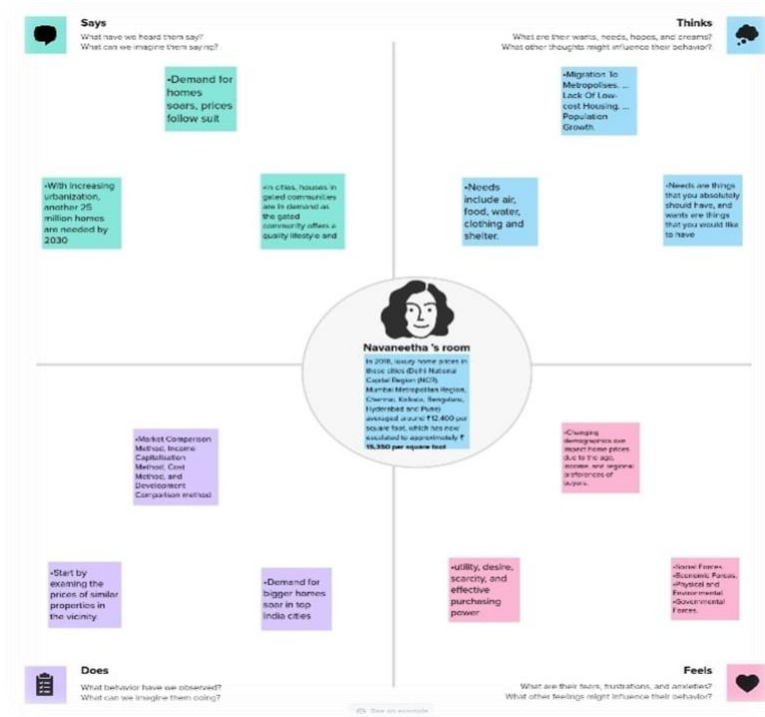 Says
What have we heard them say?
What can we imagine them saying?
Thinks
What are their wants, needs, hopes, and dreams?
What other thoughts might influence their behavior?
•Demand for
homes
soars, prices
follow suit
•Migration To
Metropolises. ...
Lack Of Low-
cost Housing. ...
Population
Growth.
•With increasing
urbanization,
another 25
million homes
are needed by
2030
•In cities, houses in
gated communities
are in demand as
the gated
community offers a
quality lifestyle and
•Needs
include air,
food, water,
clothing and
shelter.
•Needs are things
that you absolutely
should have, and
wants are things
that you would like
to have
Navaneetha 's room
In 2018, luxury home prices in
these cities (Delhi National
Capital Region (NCR),
Mumbai Metropolitan Region,
Chennai, Kolkata, Bengaluru,
Hyderabad and Pune)
averaged around ₹12,400 per
square foot, which has now
escalated to approximately ₹
15,350 per square foot
•Market Comparison
Method, Income
Capitalisation
Method, Cost
Method, and
Development
Comparison method
•Changing
demographics can
impact home prices
due to the age,
income, and regional
preferences of
buyers.
•Start by
examining the
prices of similar
properties in
the vicinity.
•Demand for
bigger homes
soar in top
India cities
•utility, desire,
scarcity, and
effective
purchasing
power
•Social Forces.
•Economic Forces.
•Physical and
Environmental.
•Governmental
Forces.
Does
What behavior have we observed?
What can we imagine them doing?
Feels
What are their fears, frustrations, and anxieties?
What other feelings might influence their behavior?
See an example